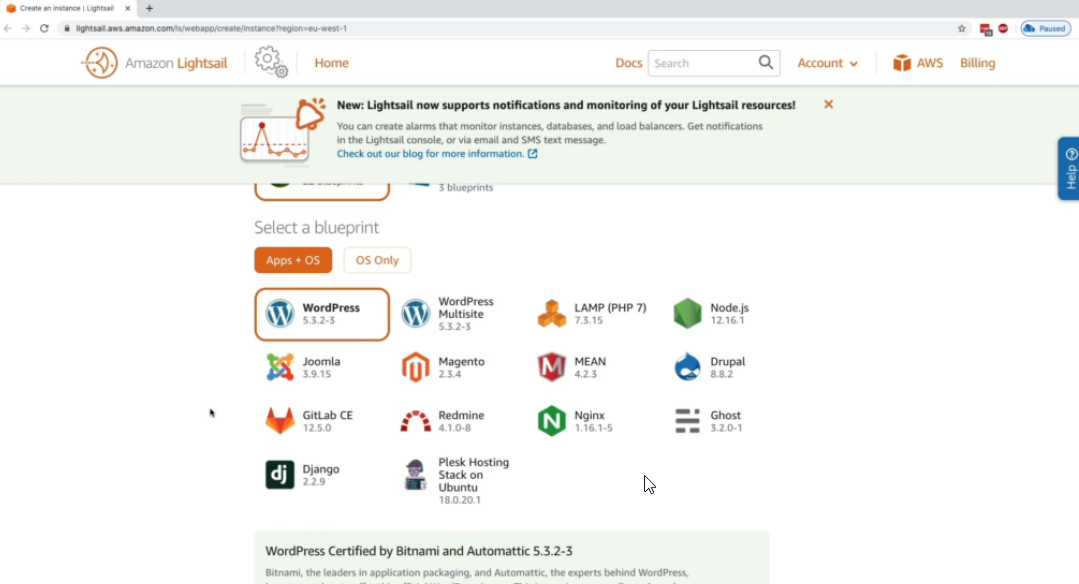 Create an instance | Lightsail
lightsail.aws.amazon.com/ls/webapp/create/instance?region=eu-west-1
Paused
Amazon Lightsail
Home
Docs
Search
Account
AWS
Billing
New: Lightsail now supports notifications and monitoring of your Lightsail resources!
You can create alarms that monitor instances, databases, and load balancers. Get notifications
in the Lightsail console, or via email and SMS text message.
Check out our blog for more information.
Help
3 blueprints
Select a blueprint
Apps + OS
OS Only
WordPress
5.3.2-3
WordPress
Multisite
5.3.2-3
LAMP (PHP 7)
7.3.15
Node.js
12.16.1
Joomla
3.9.15
Magento
2.3.4
MEAN
4.2.3
Drupal
8.8.2
GitLab CE
12.5.0
Redmine
4.1.0-8
Nginx
1.16.1-5
Ghost
3.2.0-1
dj
Django
2.2.9
Plesk Hosting
Stack on
Ubuntu
18.0.20.1
WordPress Certified by Bitnami and Automattic 5.3.2-3
Bitnami, the leaders in application packaging, and Automattic, the experts behind WordPress,